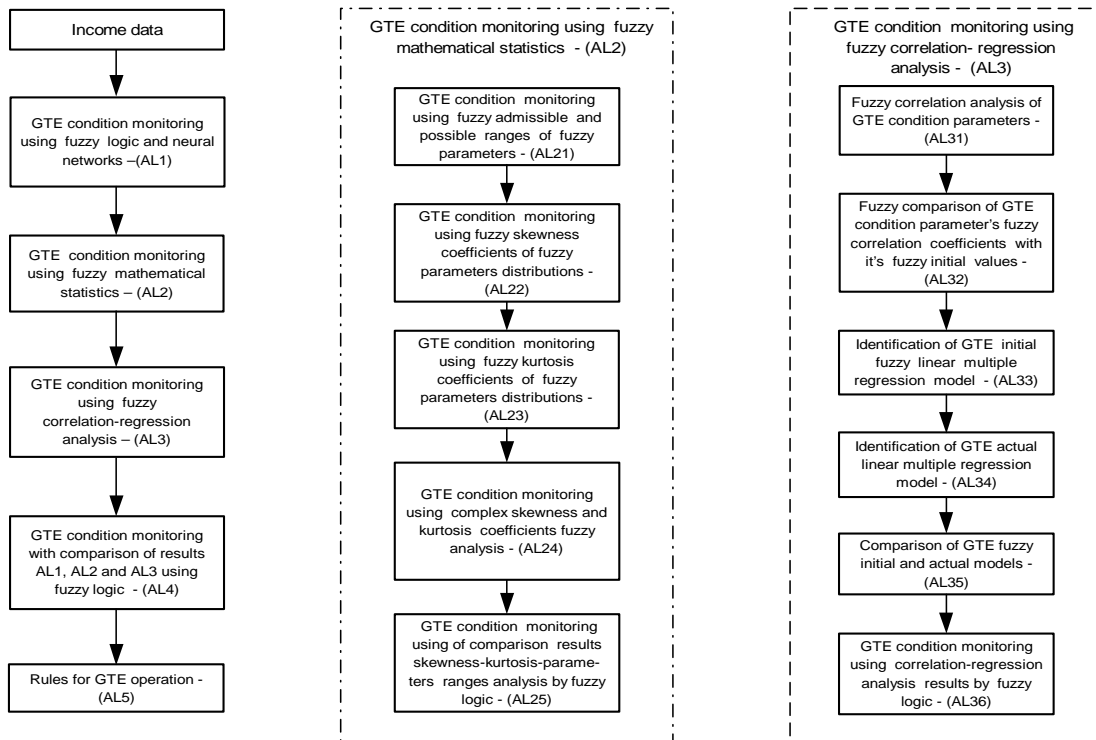 Income data
GTE condition monitoring
using fuzzy logic and neural
networks –(AL1)
GTE condition monitoring
using fuzzy mathematical
statistics – (AL2)
GTE condition monitoring
using fuzzy
correlation-regression
analysis – (AL3)
GTE condition monitoring
with comparison of results
AL1, AL2 and AL3 using
fuzzy logic - (AL4)
Rules for GTE operation -
(AL5)
GTE condition monitoring using fuzzy
mathematical statistics - (AL2)
GTE condition monitoring
using fuzzy admissible and
possible ranges of fuzzy
parameters - (AL21)
GTE condition monitoring
using fuzzy skewness
coefficients of fuzzy
parameters distributions -
(AL22)
GTE condition monitoring
using fuzzy kurtosis
coefficients of fuzzy
parameters distributions -
(AL23)
GTE condition monitoring
using complex skewness and
kurtosis coefficients fuzzy
analysis - (AL24)
GTE condition monitoring
using of comparison results
skewness-kurtosis-parame-
ters ranges analysis by fuzzy
logic - (AL25)
GTE condition monitoring using
fuzzy correlation- regression
analysis - (AL3)
Fuzzy correlation analysis of
GTE condition parameters -
(AL31)
Fuzzy comparison of GTE
condition parameter's fuzzy
correlation coefficients with
it's fuzzy initial values -
(AL32)
Identification of GTE initial
fuzzy linear multiple
regression model - (AL33)
Identification of GTE actual
linear multiple regression
model - (AL34)
Comparison of GTE fuzzy
initial and actual models -
(AL35)
GTE condition monitoring
using correlation-regression
analysis results by fuzzy
logic - (AL36)